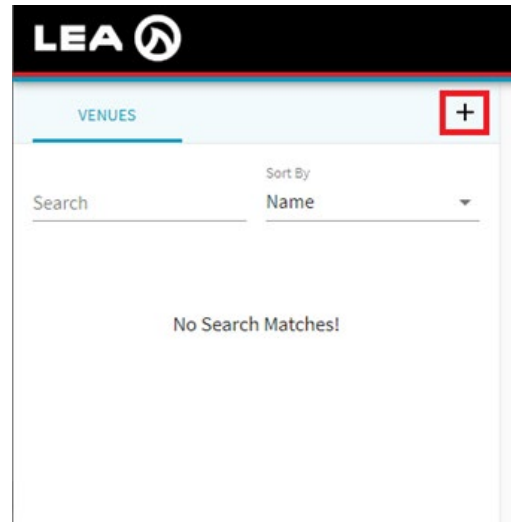 LEA
VENUES
+
Sort By
Search
Name
No Search Matches!